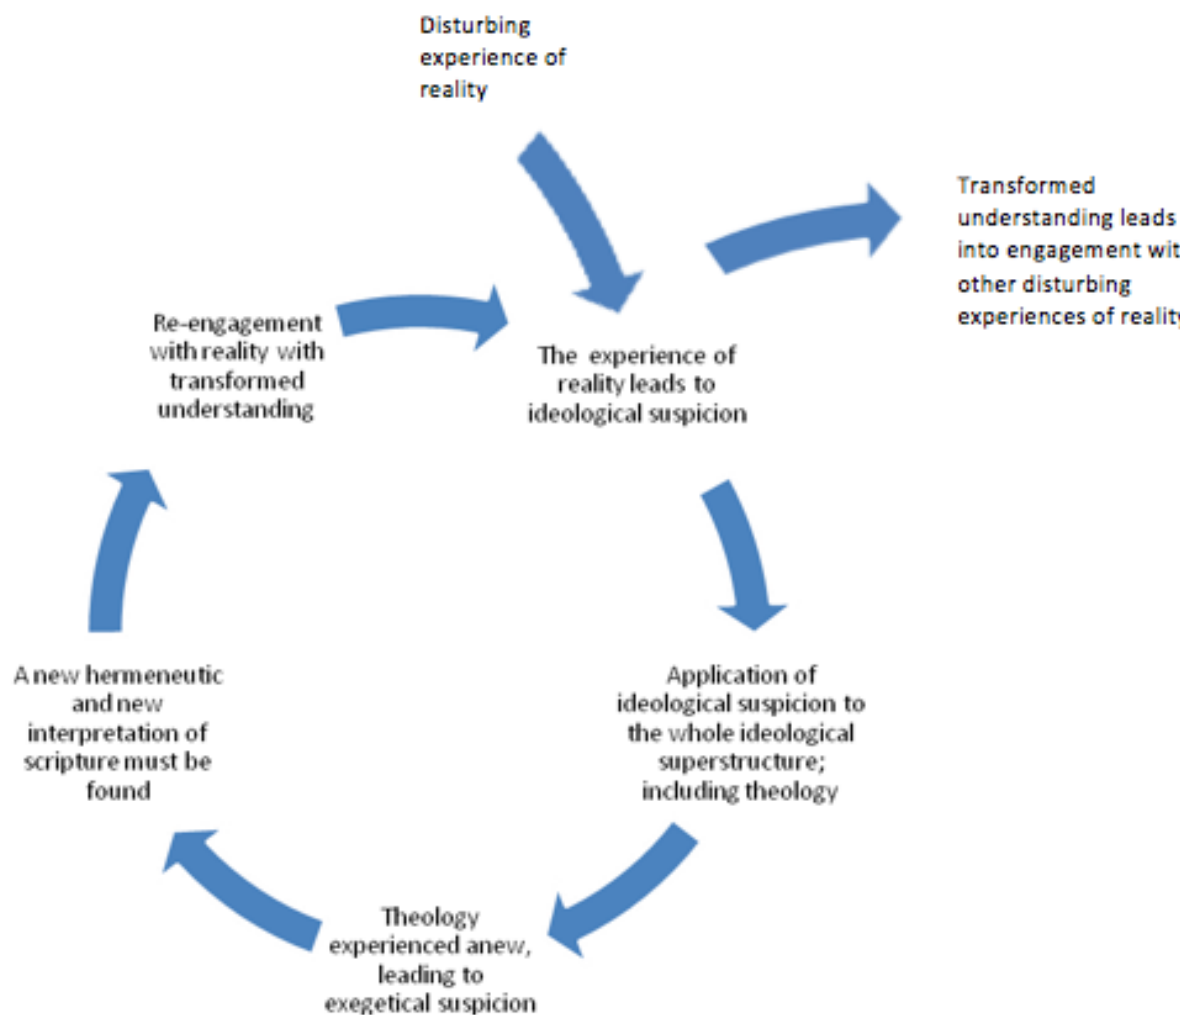 Disturbing
experience of
reality
Transformed
understanding leads
into engagement wit
other disturbing
experiences of reality
Re-engagement
with reality with
transformed
understanding
The experience of
reality leads to
ideological suspicion
A new hermeneutic
and new
interpretation of
scripture must be
found
Application of
ideological suspicion to
the whole ideological
superstructure;
including theology
Theology
experienced anew,
leading to
exegetical suspicion